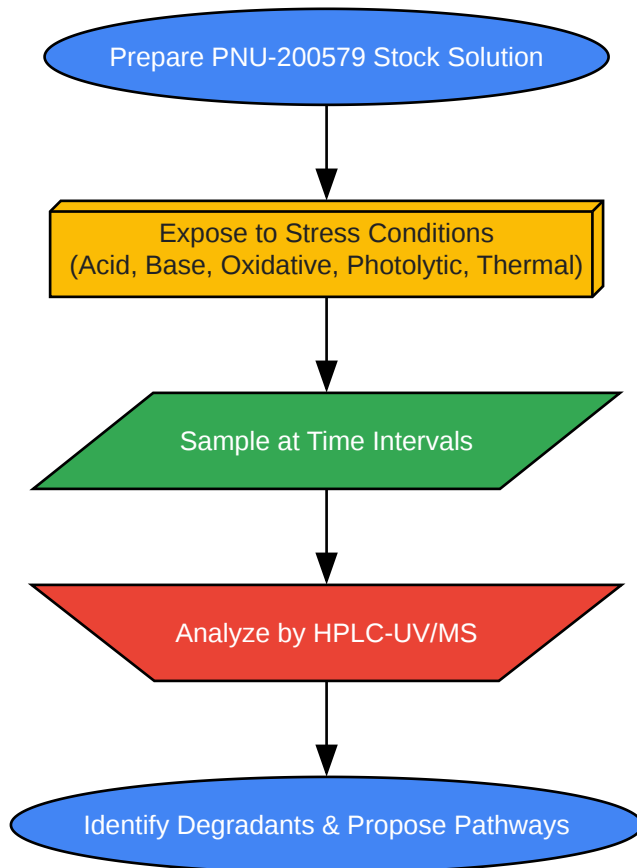 Prepare PNU-200579 Stock Solution
Expose to Stress Conditions
(Acid, Base, Oxidative, Photolytic, Thermal)
Sample at Time Intervals
Analyze by HPLC-UV/MS
Identify Degradants & Propose Pathways